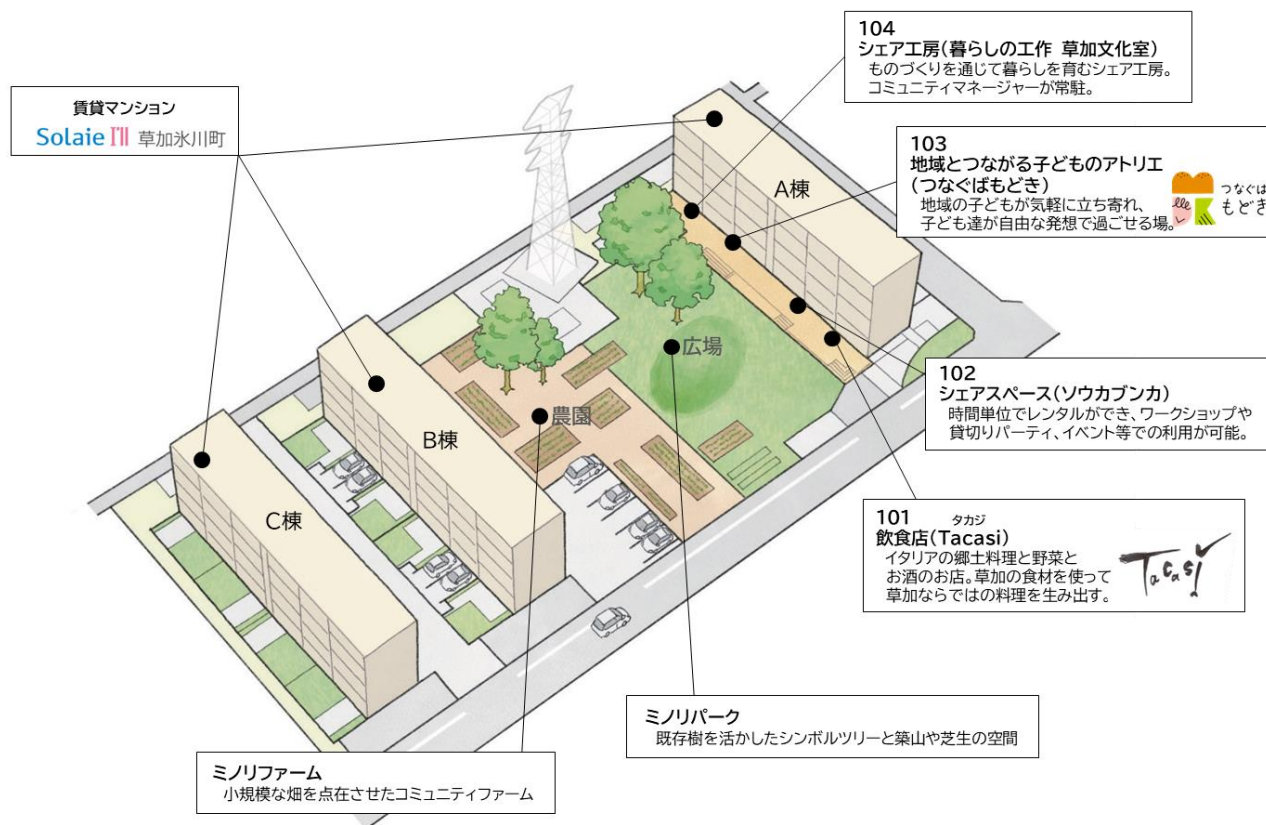 104
シェア工房(暮らしの工作 草加文化室)
ものづくりを通じて暮らしを育むシェア工房。
コミュニティマネージャーが常駐。
賃貸マンション
Solaie I'll 草加氷川町
103
地域とつながる子どものアトリエ
(つなぐばもどき)
地域の子どもが気軽に立ち寄れ、
子ども達が自由な発想で過ごせる場。
つなぐば
もどき
A棟
広場
農園
B棟
C棟
102
シェアスペース(ソウカブンカ)
時間単位でレンタルができ、ワークショップや
貸切りパーティ、イベント等での利用が可能。
101
タカジ
飲食店(Tacasi)
イタリアの郷土料理と野菜と
お酒のお店。草加の食材を使って
草加ならではの料理を生み出す。
Tacasi
ミノリパーク
既存樹を活かしたシンボルツリーと築山や芝生の空間
ミノリファーム
小規模な畑を点在させたコミュニティファーム